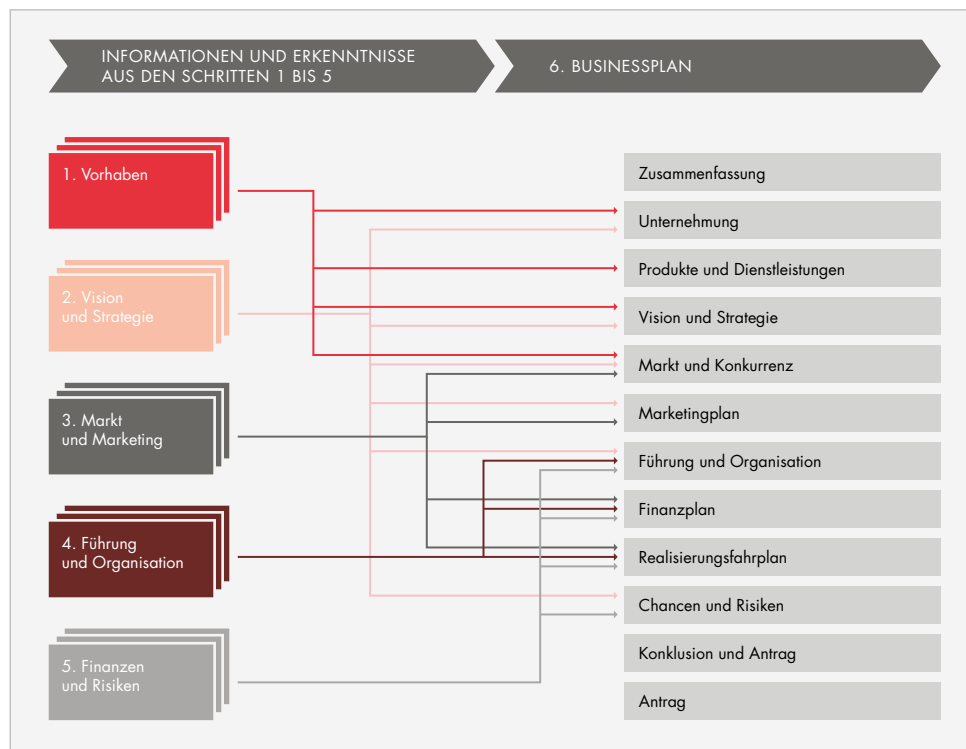 INFORMATIONEN UND ERKENNTNISSE
AUS DEN SCHRITTEN 1 BIS 5
6. BUSINESSPLAN
1. Vorhaben
2. Vision
und Strategie
3. Markt
und Marketing
4. Führung
und Organisation
5. Finanzen
und Risiken
Zusammenfassung
Unternehmung
Produkte und Dienstleistungen
Vision und Strategie
Markt und Konkurrenz
Marketingplan
Führung und Organisation
Finanzplan
Realisierungsfahrplan
Chancen und Risiken
Konklusion und Antrag
Antrag